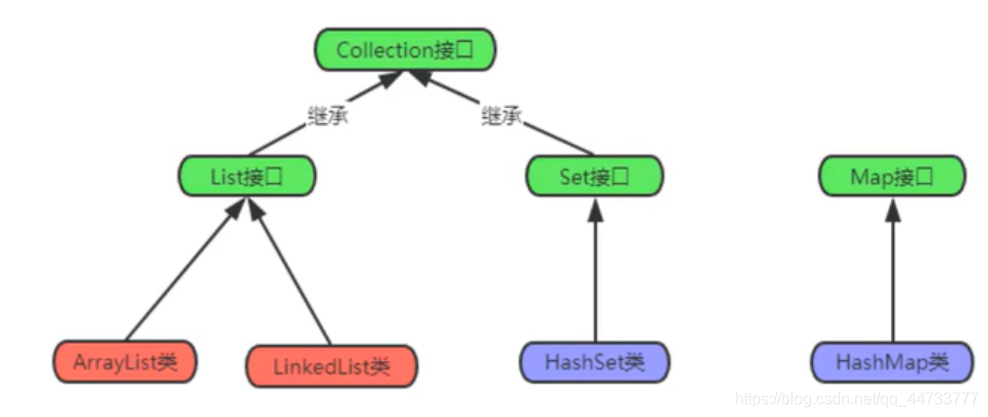 Collection接口
继承
继承
List接口
Set接口
Map接口
ArrayList类
LinkedList类
HashSet类
HashMap类
https://blog.csdn.net/qq_44733777